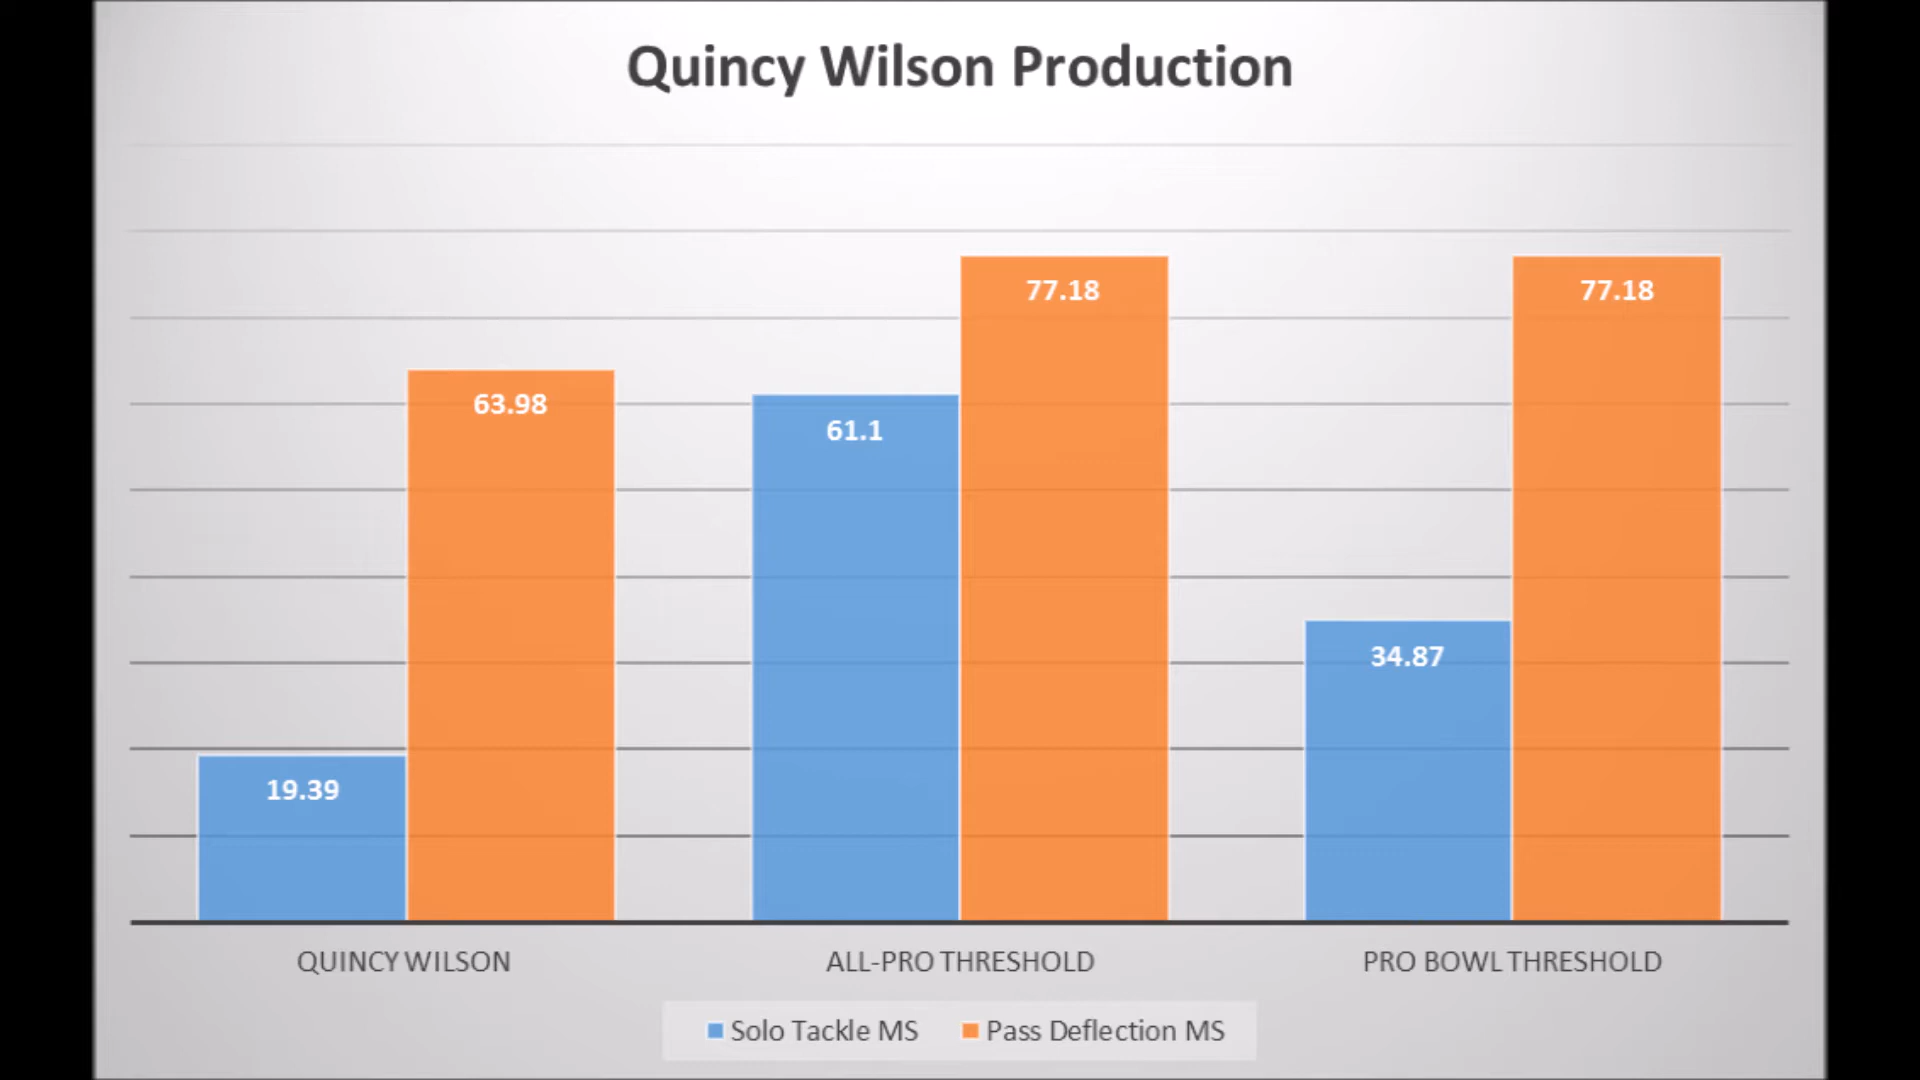 Quincy Wilson Production
77.18
77.18
63.98
61.1
34.87
19.39
QUINCY WILSON
ALL-PRO THRESHOLD
PRO BOWL THRESHOLD
Solo Tackle MS
Pass Deflection MS